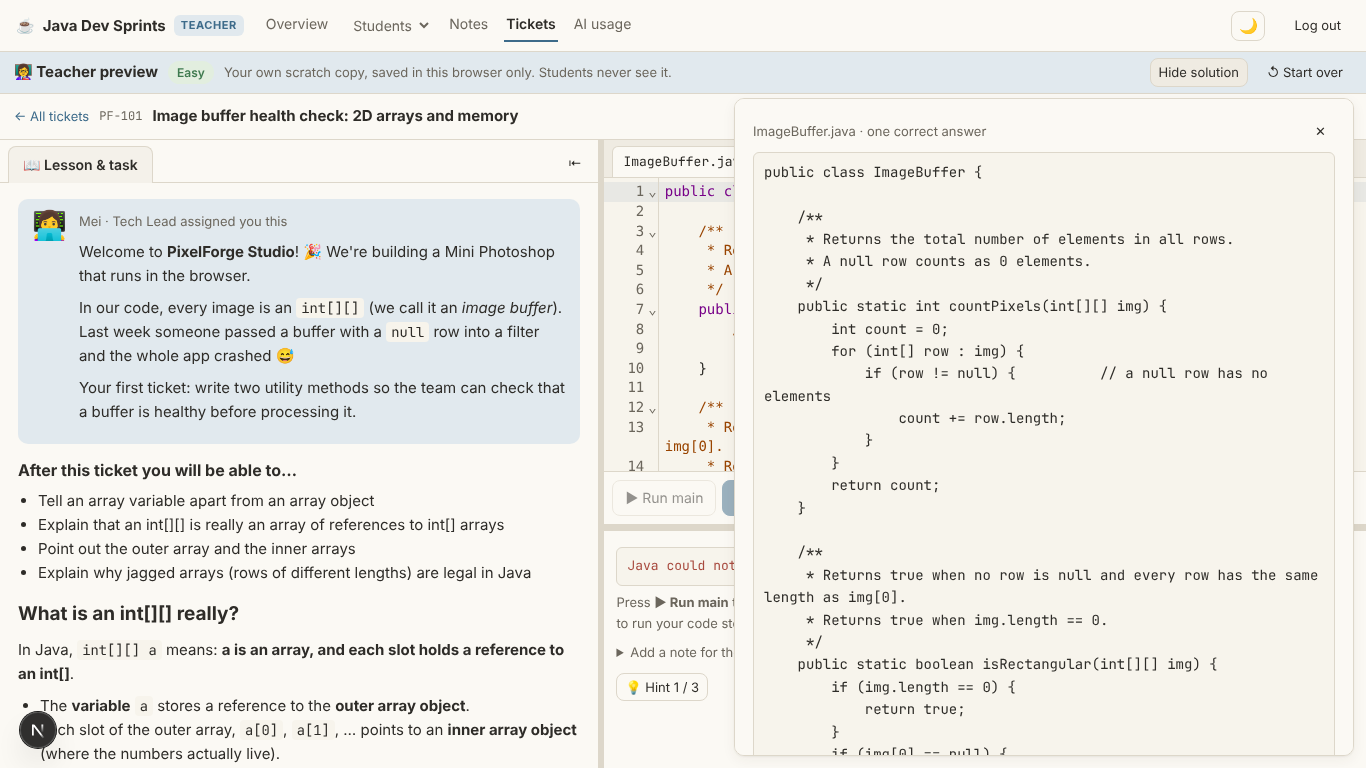 ☕ Java Dev Sprints TEACHER Overview Students Notes Tickets AI usage 🌙 Log out
👩‍🏫 Teacher preview Easy Your own scratch copy, saved in this browser only. Students never see it. Hide solution ↺ Start over
← All tickets PF-101 Image buffer health check: 2D arrays and memory
📖 Lesson & task ⇤
Mei · Tech Lead assigned you this
Welcome to PixelForge Studio! 🎉 We're building a Mini Photoshop
that runs in the browser.
In our code, every image is an int[][] (we call it an image buffer).
Last week someone passed a buffer with a null row into a filter
and the whole app crashed 😅
Your first ticket: write two utility methods so the team can check that
a buffer is healthy before processing it.
After this ticket you will be able to...
• Tell an array variable apart from an array object
• Explain that an int[][] is really an array of references to int[] arrays
• Point out the outer array and the inner arrays
• Explain why jagged arrays (rows of different lengths) are legal in Java
What is an int[][] really?
In Java, int[][] a means: a is an array, and each slot holds a reference to
an int[].
• The variable a stores a reference to the outer array object.
ch slot of the outer array, a[0], a[1], ... points to an inner array object
(where the numbers actually live).
N
ImageBuffer.jav
1 public cl
2
3 /**
4 * Re
5 * A
6 */
7 publi
8
9
10 }
11
12 /**
13 * Re
img[0].
14 * Re
▶ Run main
Java could not
Press ▶ Run main t
to run your code st
▶ Add a note for th
💡 Hint 1 / 3
ImageBuffer.java · one correct answer ✕
public class ImageBuffer {
/**
* Returns the total number of elements in all rows.
* A null row counts as 0 elements.
*/
public static int countPixels(int[][] img) {
int count = 0;
for (int[] row : img) {
if (row != null) { // a null row has no
elements
count += row.length;
}
}
return count;
}
/**
* Returns true when no row is null and every row has the same
length as img[0].
* Returns true when img.length == 0.
*/
public static boolean isRectangular(int[][] img) {
if (img.length == 0) {
return true;
}
if (img[0] == null) {